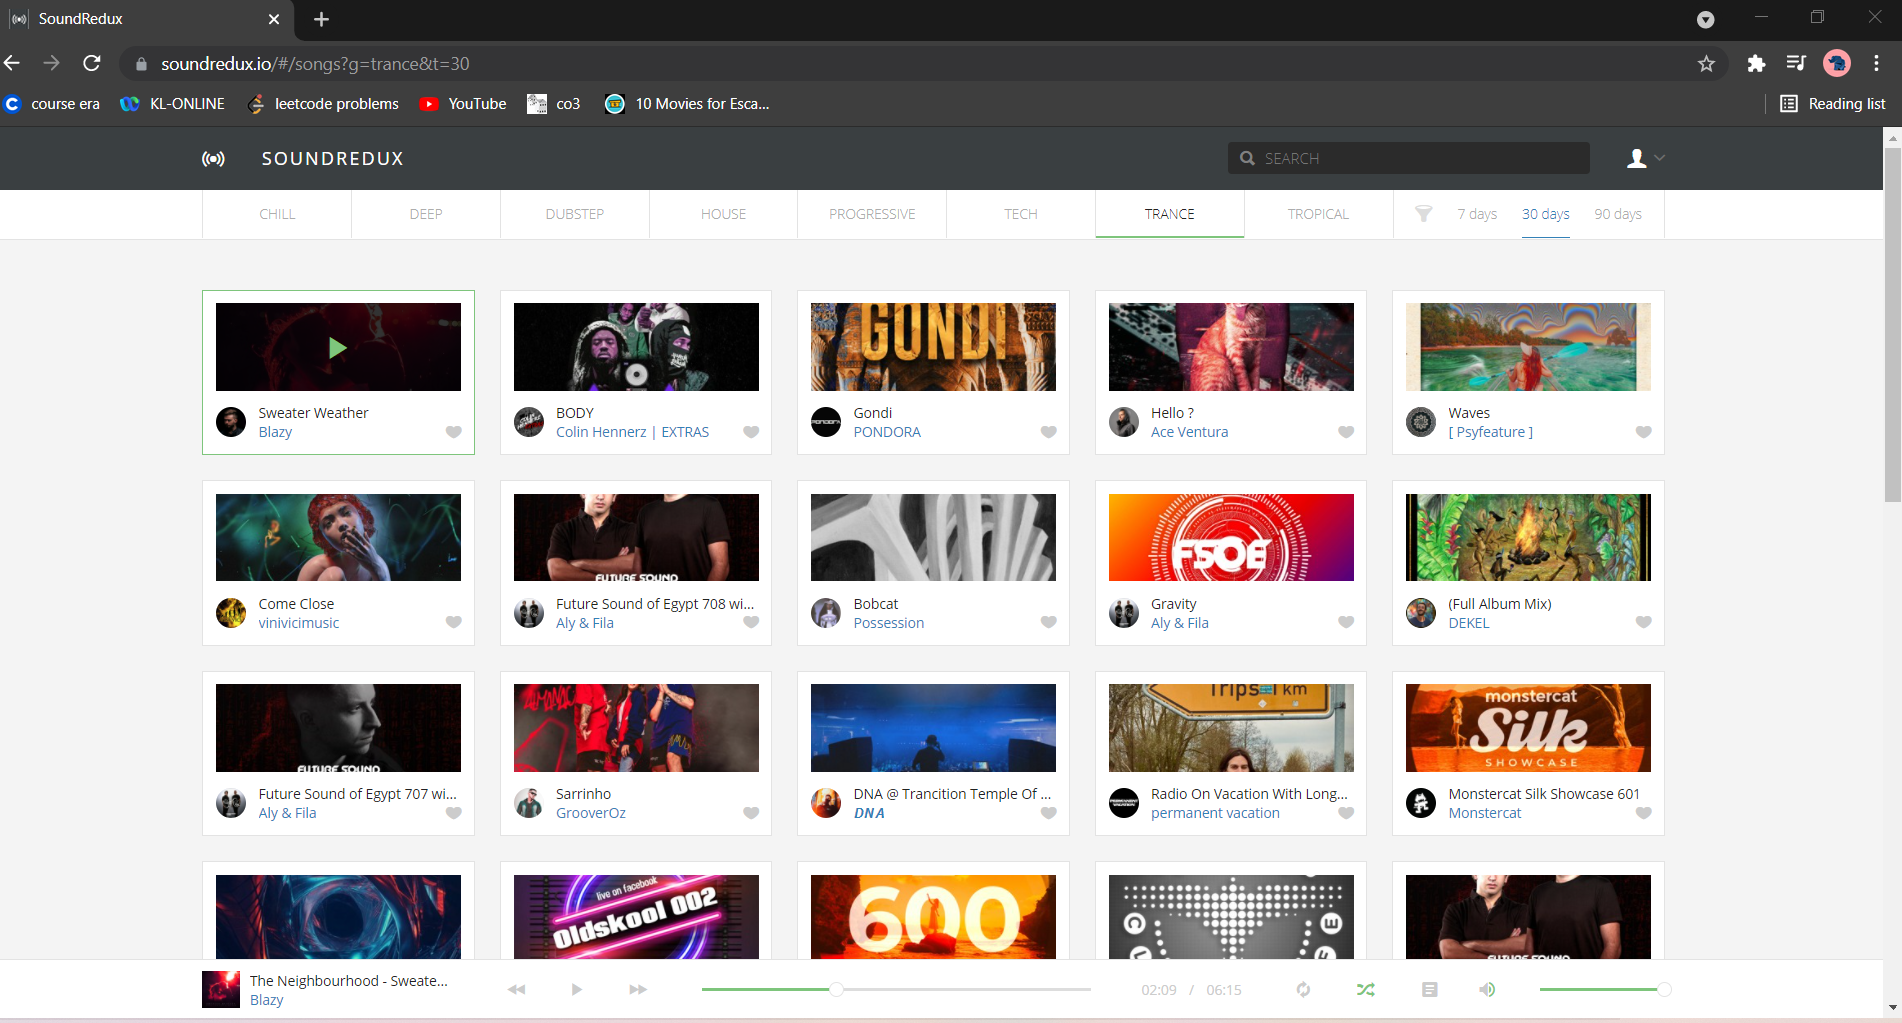 SoundRedux
soundredux.io/#/songs?g=trance&t=30
course era KL-ONLINE leetcode problems YouTube co3 10 Movies for Esca... Reading list
SOUNDREDUX SEARCH
CHILL DEEP DUBSTEP HOUSE PROGRESSIVE TECH TRANCE TROPICAL 7 days 30 days 90 days
GONDI
Sweater Weather BODY Gondi Hello ? Waves
Blazy Colin Hennerz | EXTRAS PONDORA Ace Ventura [ Psyfeature ]
FSOE
FUTURE SOUND
Come Close Future Sound of Egypt 708 wi... Bobcat Gravity (Full Album Mix)
vinivicimusic Aly & Fila Possession Aly & Fila DEKEL
ALMANAC Trips 1 km monstercat
Silk
FUTURE SOUND SHOWCASE
Future Sound of Egypt 707 wi... Sarrinho DNA @ Trancition Temple Of ... Radio On Vacation With Long... Monstercat Silk Showcase 601
Aly & Fila GrooverOz DNA permanent vacation Monstercat
live on facebook
Oldskool 002 600
FUTURE SOUND
The Neighbourhood - Sweate...
Blazy
02:09 / 06:15